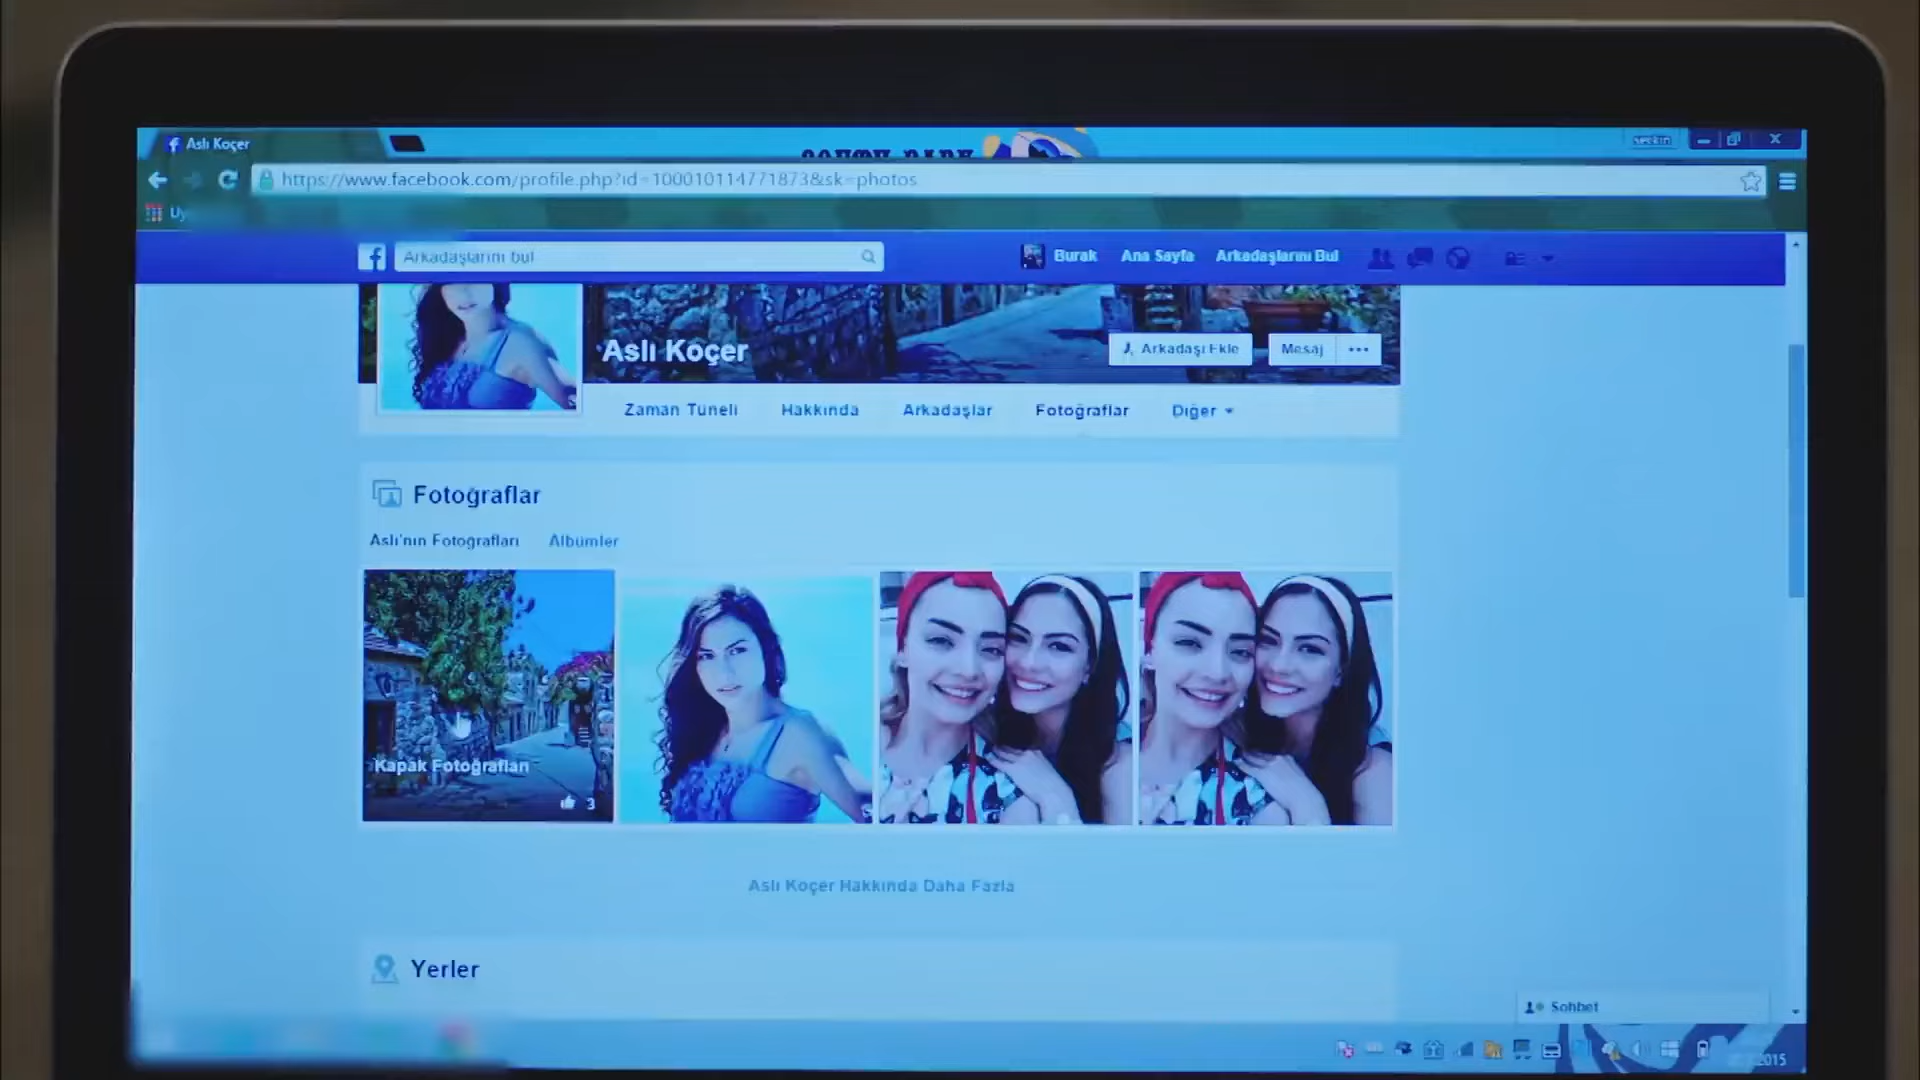 Aslı Koçer
seckin
https://www.facebook.com/profile.php?id=100010114771873&sk=photos
Arkadaşlarını bul
Burak Ana Sayfa Arkadaşlarını Bul
Aslı Koçer
Arkadaşı Ekle Mesaj
Zaman Tüneli Hakkında Arkadaşlar Fotoğraflar Diğer
Fotoğraflar
Aslı'nın Fotoğrafları Albümler
Kapak Fotoğrafları
3
Aslı Koçer Hakkında Daha Fazla
Yerler
Sohbet
2015